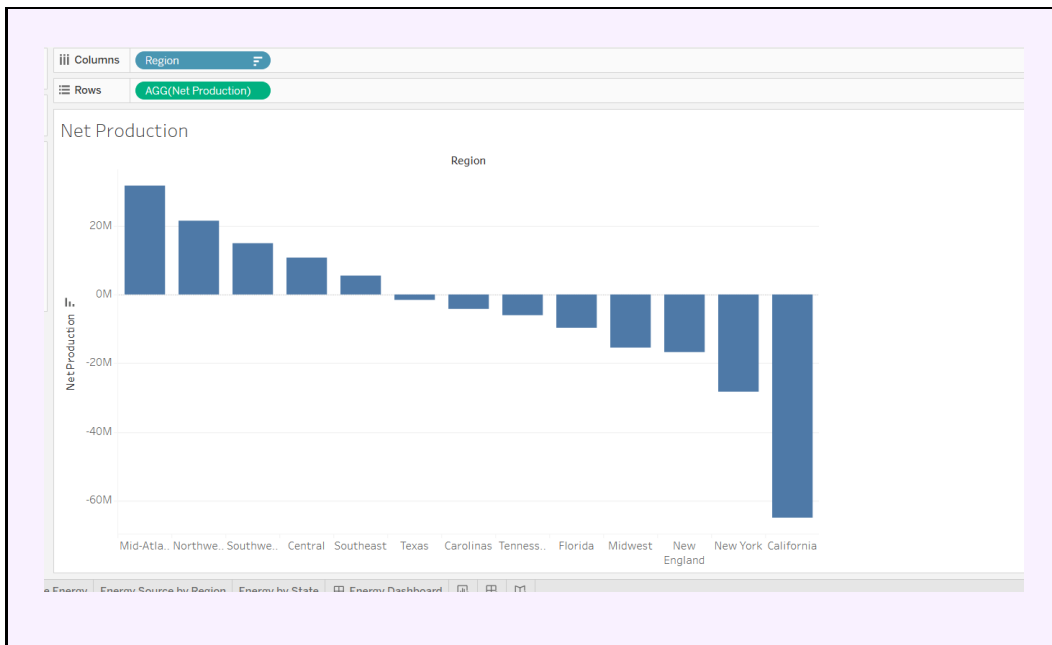 Columns
Region
Rows
AGG(Net Production)
Net Production
Region
20M
0M
-20M
-40M
-60M
Net Production
Mid-Atla.. Northwe.. Southwe.. Central Southeast Texas Carolinas Tenness.. Florida Midwest New England New York California
e Energy Energy Source by Region Energy by State Energy Dashboard